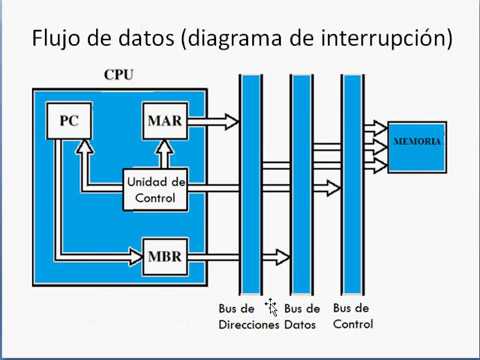 Flujo de datos (diagrama de interrupción)
CPU
PC
MAR
MEMORIA
Unidad de
Control
MBR
Bus de
Direcciones
Bus de
Datos
Bus de
Control